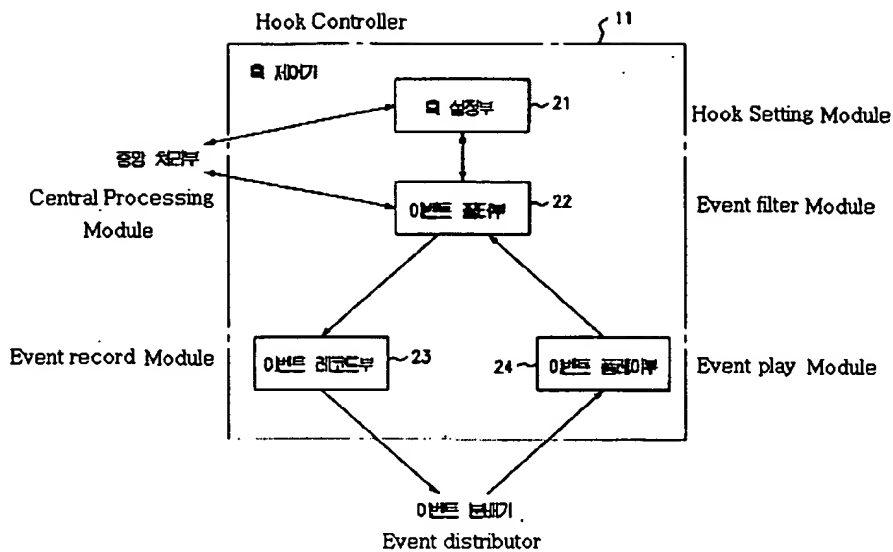 Hook Controller
11
훅 제어기
훅 설정부
21
Hook Setting Module
중앙 처리부
Central Processing
Module
이벤트 필터부
22
Event filter Module
Event record Module
이벤트 레코드부
23
24
이벤트 플레이부
Event play Module
이벤트 분배기
Event distributor